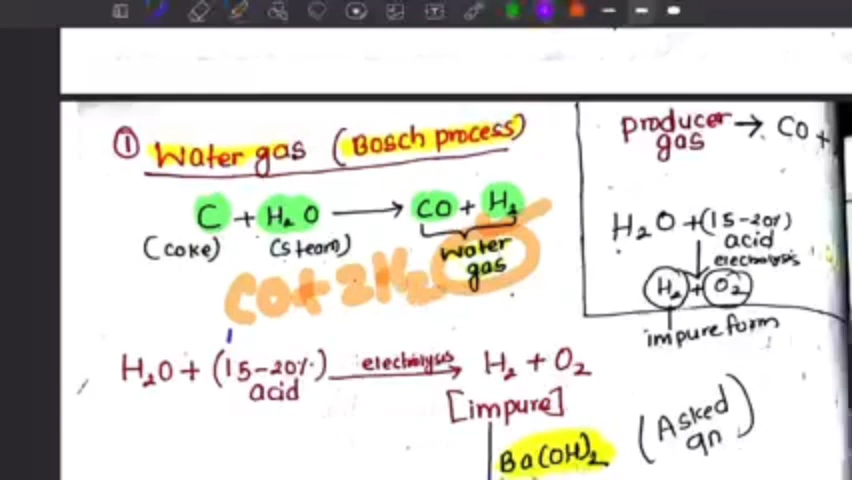 ① Water gas (Bosch process)
C + H₂O → CO + H₂
(coke) (steam) Water gas
CO + 2H₂
H₂O + (15-20%) acid electrolysis → H₂ + O₂
[impure]
Ba(OH)₂
(Asked qn)
producer gas → CO +
H₂O + (15-20%) acid
electrolysis
H₂ + O₂
impure form